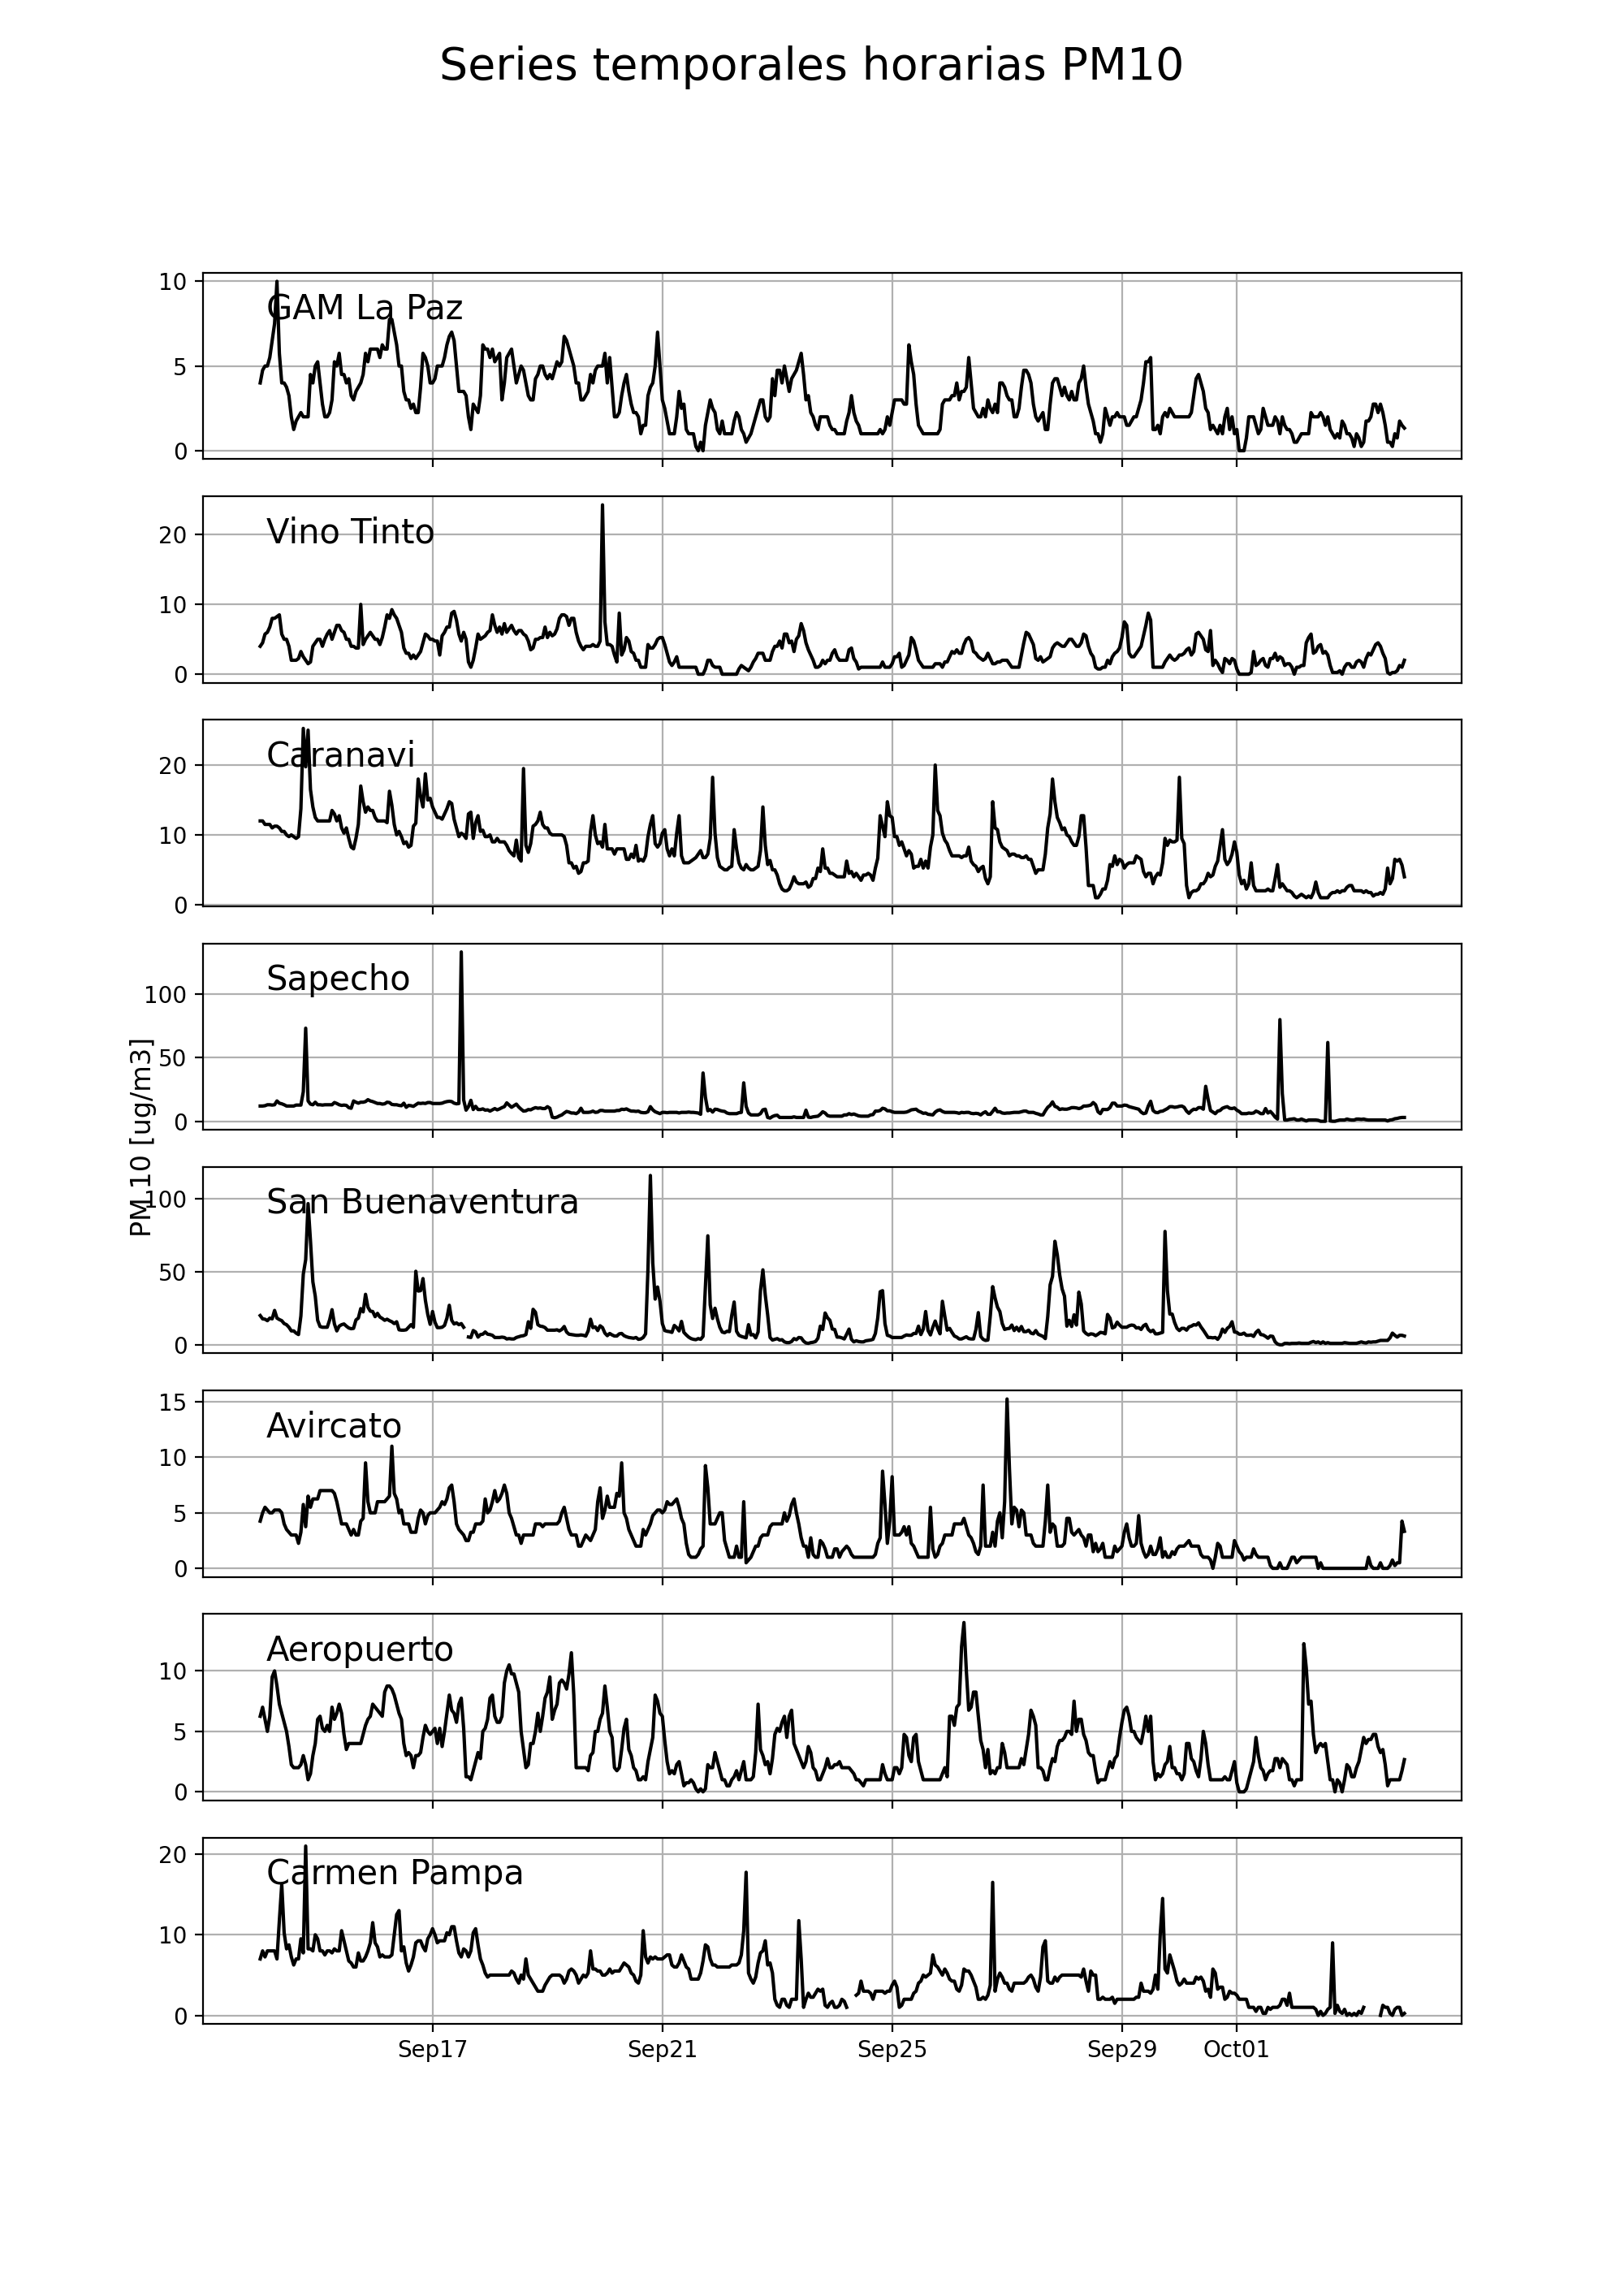 Series temporales horarias PM10
PM 10 [ug/m3]
10
GAM La Paz
5
0
20
Vino Tinto
10
0
Caranavi
20
10
0
Sapecho
100
50
0
San Buenaventura
100
50
0
15
Avircato
10
5
0
Aeropuerto
10
5
0
20
Carmen Pampa
10
0
Sep17 Sep21 Sep25 Sep29 Oct01